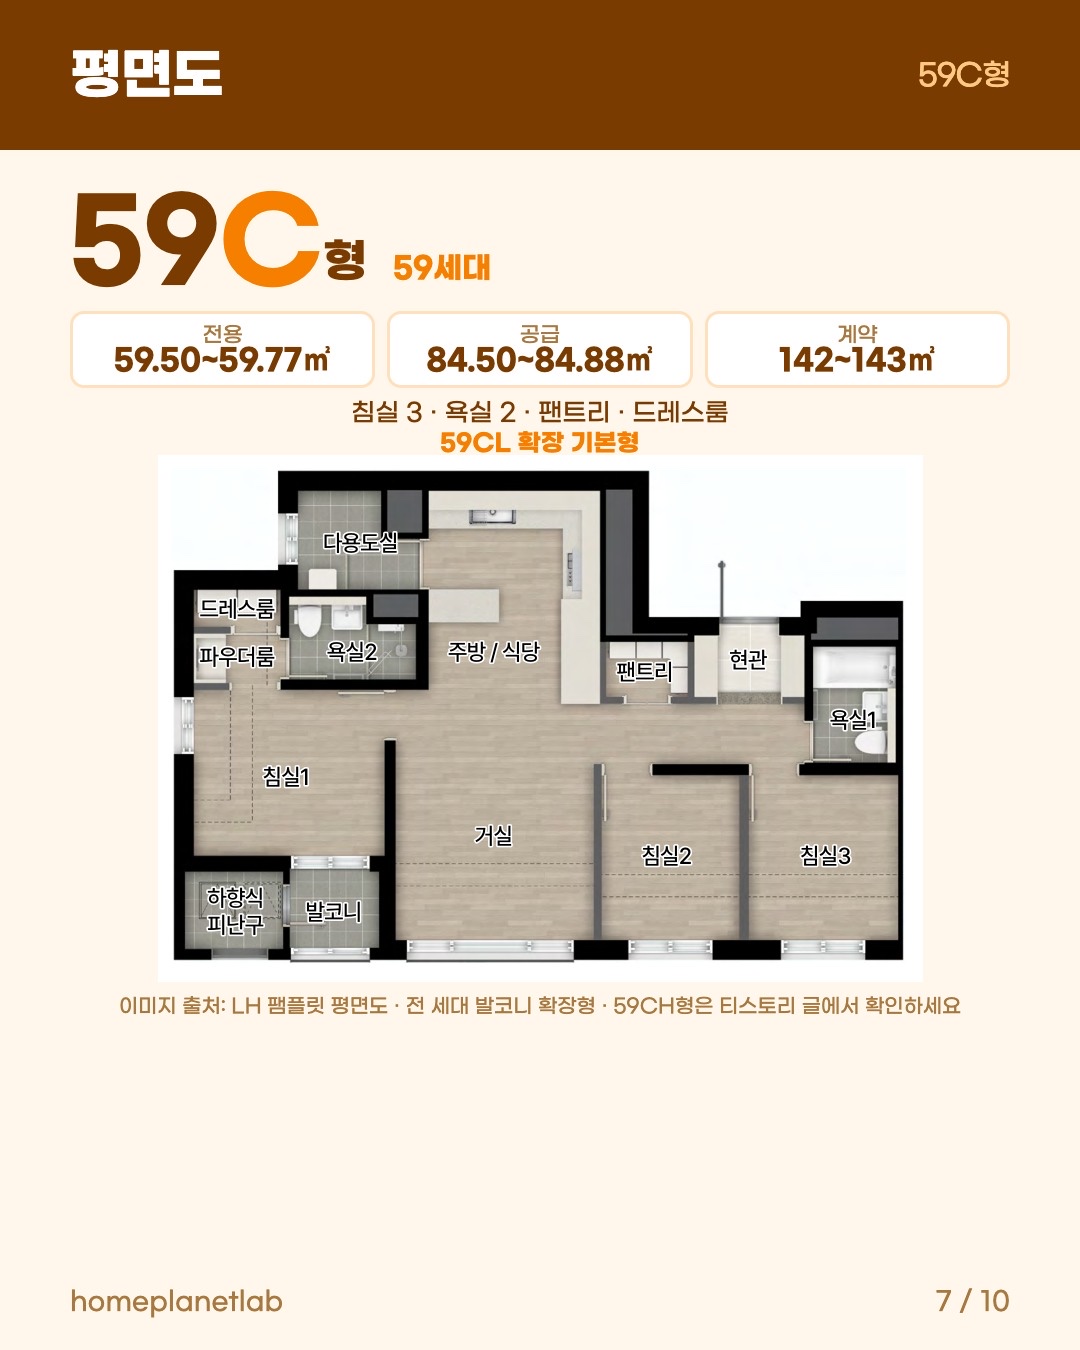 평면도
59C형
59C형 59세대
전용
59.50~59.77㎡
공급
84.50~84.88㎡
계약
142~143㎡
침실 3 · 욕실 2 · 팬트리 · 드레스룸
59CL 확장 기본형
다용도실
드레스룸
파우더룸
욕실2
주방 / 식당
팬트리
현관
욕실1
침실1
거실
침실2
침실3
하향식
피난구
발코니
이미지 출처: LH 팸플릿 평면도 · 전 세대 발코니 확장형 · 59CH형은 티스토리 글에서 확인하세요
homeplanetlab
7 / 10